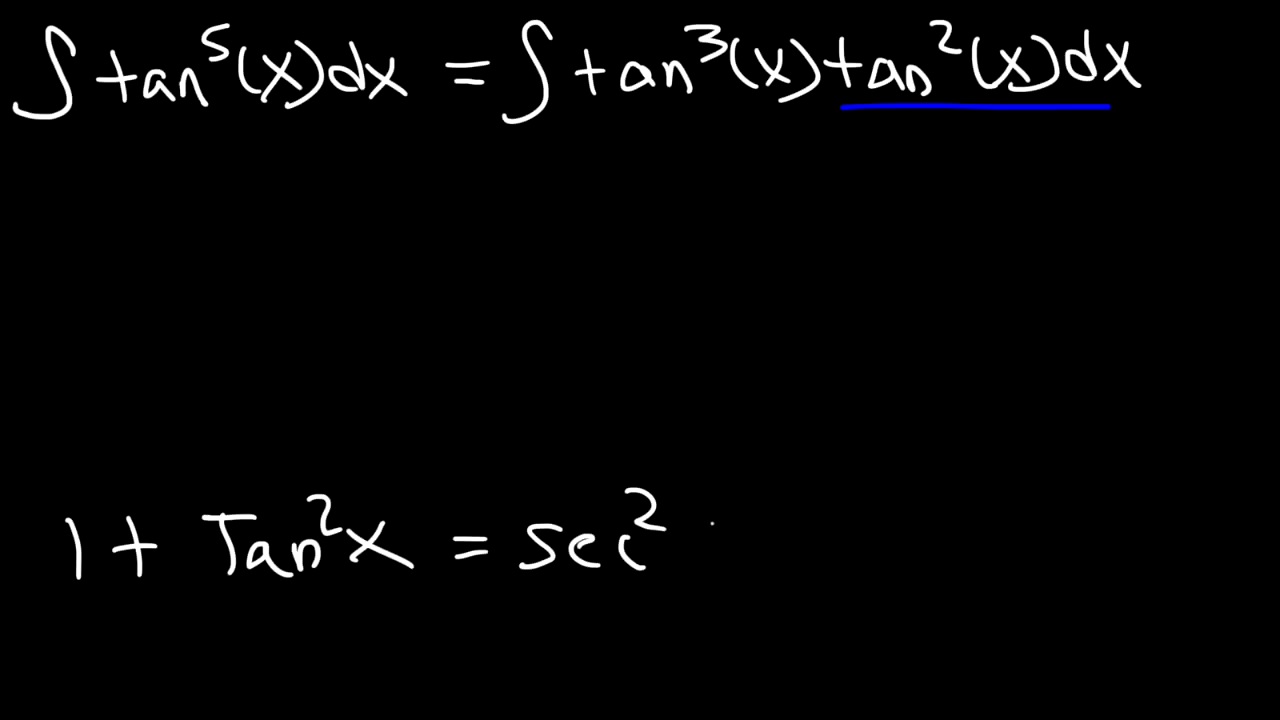 ∫ tan⁵(x)dx = ∫ tan³(x) tan²(x)dx
1 + Tan²x = sec²